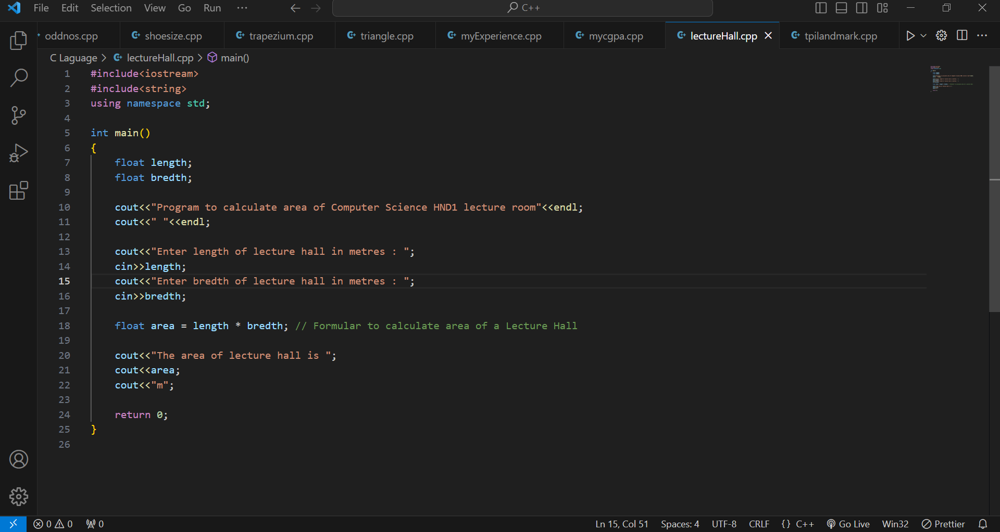 File Edit Selection View Go Run ··· C++
oddnos.cpp shoesize.cpp trapezium.cpp triangle.cpp myExperience.cpp mycgpa.cpp lectureHall.cpp tpilandmark.cpp
C Laguage > lectureHall.cpp > main()
1 #include<iostream>
2 #include<string>
3 using namespace std;
4
5 int main()
6 {
7 float length;
8 float bredth;
9
10 cout<<"Program to calculate area of Computer Science HND1 lecture room"<<endl;
11 cout<<" "<<endl;
12
13 cout<<"Enter length of lecture hall in metres : ";
14 cin>>length;
15 cout<<"Enter bredth of lecture hall in metres : ";
16 cin>>bredth;
17
18 float area = length * bredth; // Formular to calculate area of a Lecture Hall
19
20 cout<<"The area of lecture hall is ";
21 cout<<area;
22 cout<<"m";
23
24 return 0;
25 }
26
0 0 0 Ln 15, Col 51 Spaces: 4 UTF-8 CRLF {} C++ Go Live Win32 Prettier